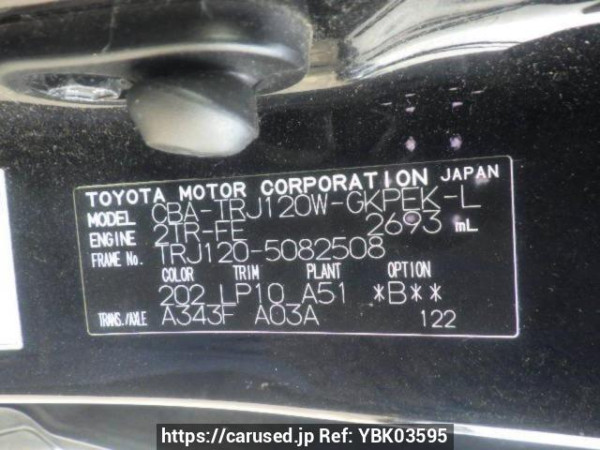 TOYOTA MOTOR CORPORATION JAPAN
MODEL CBA-TRJ120W-GKPEK-L
ENGINE 2TR-FE 2693 mL
FRAME No. TRJ120-5082508
COLOR TRIM PLANT OPTION
202 LP10 A51 *B**
TRANS./AXLE A343F A03A 122
https://carused.jp Ref: YBK03595